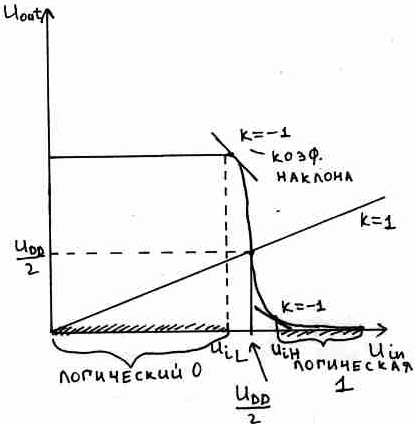 Uout
K=-1
КОЭФ.
НАКЛОНА
K=1
UDD
2
K=-1
UiL
UiH
Uin
ЛОГИЧЕСКИЙ 0
ЛОГИЧЕСКАЯ
1
UDD
2